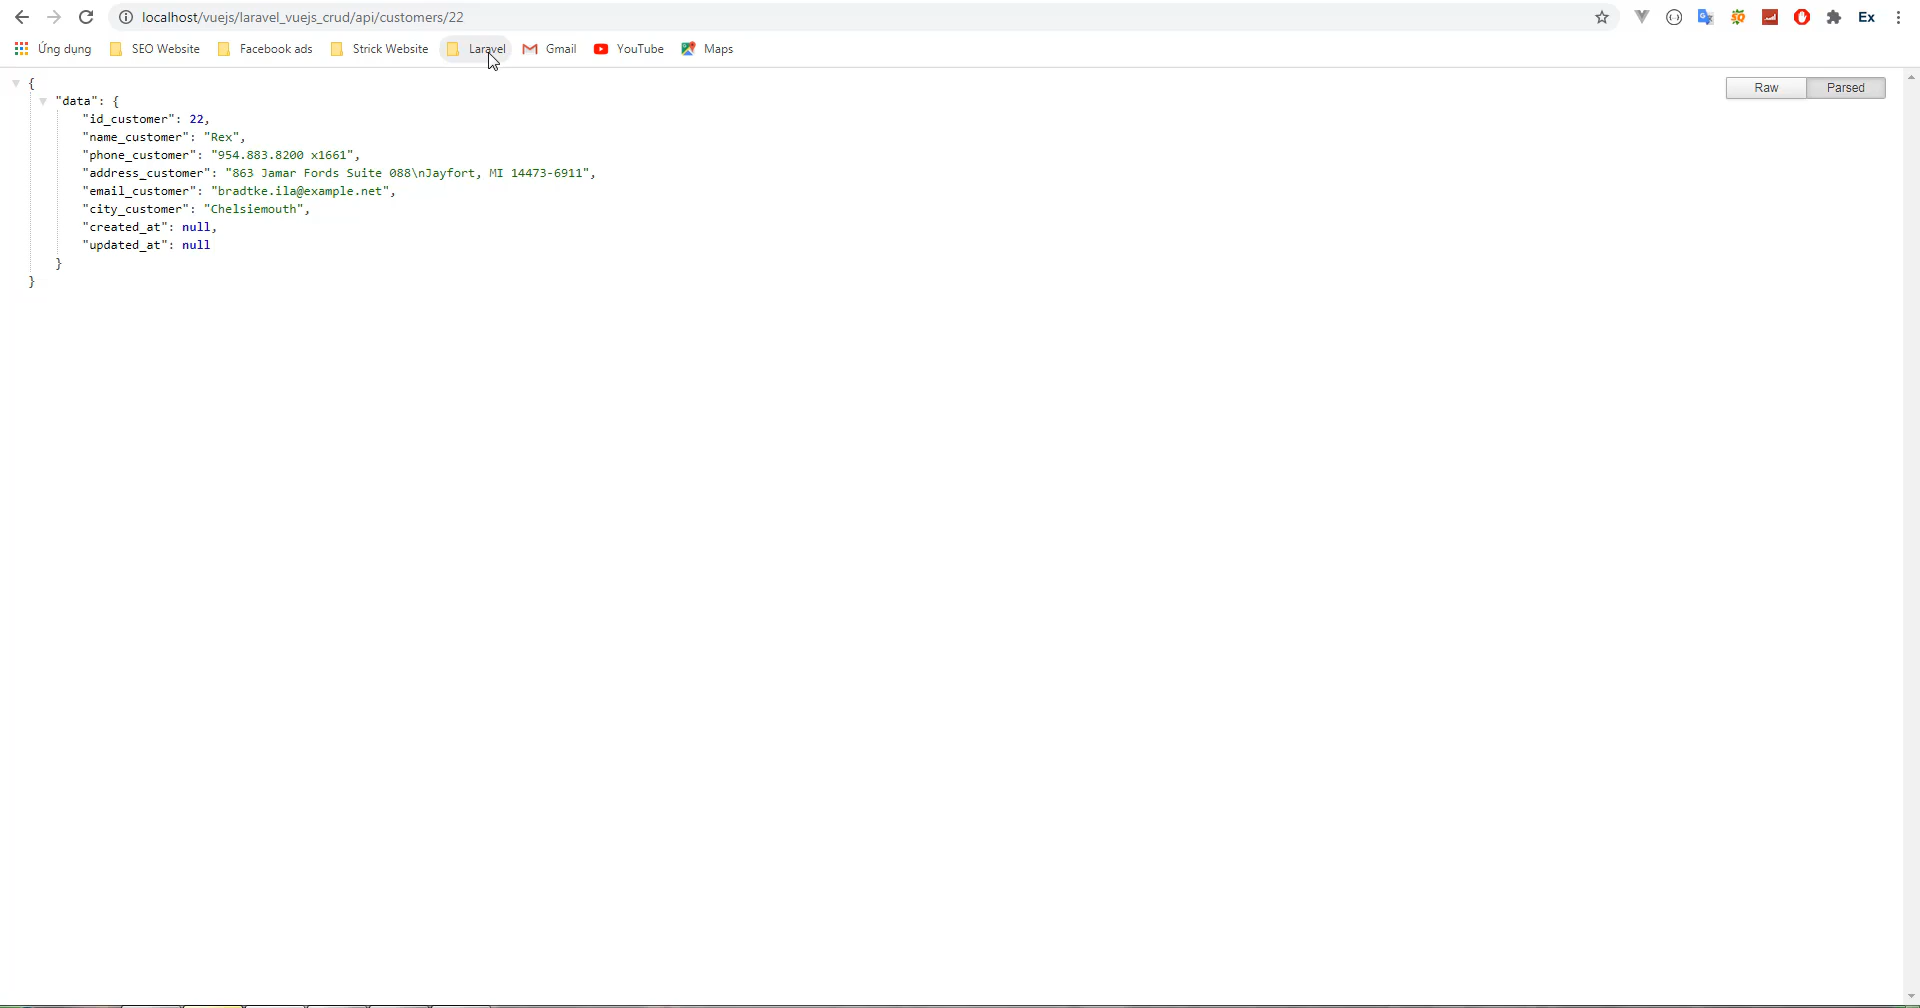 localhost/vuejs/laravel_vuejs_crud/api/customers/22
Ex
Ứng dụng SEO Website Facebook ads Strick Website Laravel Gmail YouTube Maps
Raw Parsed
{
"data": {
"id_customer": 22,
"name_customer": "Rex",
"phone_customer": "954.883.8200 x1661",
"address_customer": "863 Jamar Fords Suite 088\nJayfort, MI 14473-6911",
"email_customer": "bradtke.ila@example.net",
"city_customer": "Chelsiemouth",
"created_at": null,
"updated_at": null
}
}